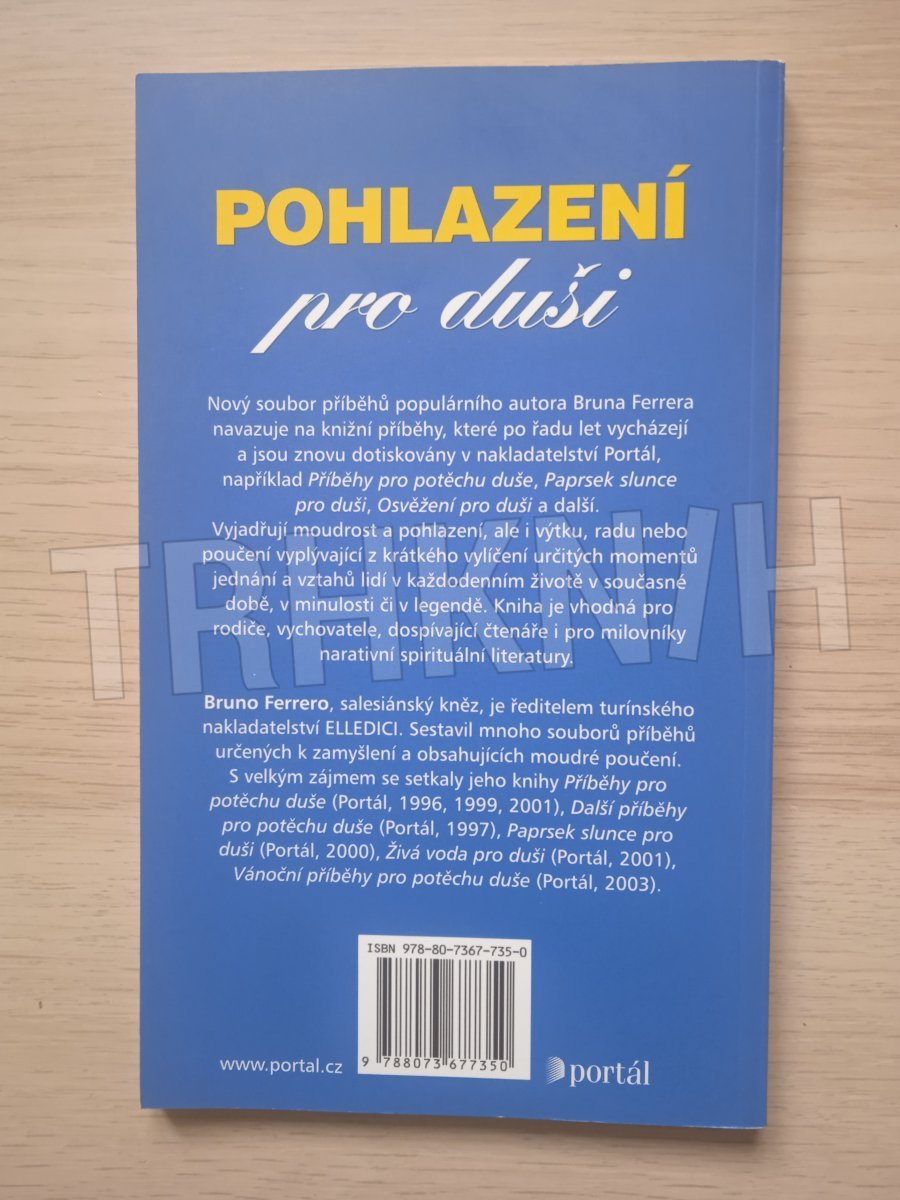 POHLAZENÍ
pro duši
Nový soubor příběhů populárního autora Bruna Ferrera
navazuje na knižní příběhy, které po řadu let vycházejí
a jsou znovu dotiskovány v nakladatelství Portál,
například Příběhy pro potěchu duše, Paprsek slunce
pro duši, Osvěžení pro duši a další.
Vyjadřují moudrost a pohlazení, ale i výtku, radu nebo
poučení vyplývající z krátkého vylíčení určitých momentů
jednání a vztahů lidí v každodenním životě v současné
době, v minulosti či v legendě. Kniha je vhodná pro
rodiče, vychovatele, dospívající čtenáře i pro milovníky
narativní spirituální literatury.
TRHKNIH
Bruno Ferrero, salesiánský kněz, je ředitelem turínského
nakladatelství ELLEDICI. Sestavil mnoho souborů příběhů
určených k zamyšlení a obsahujících moudré poučení.
S velkým zájmem se setkaly jeho knihy Příběhy pro
potěchu duše (Portál, 1996, 1999, 2001), Další příběhy
pro potěchu duše (Portál, 1997), Paprsek slunce pro
duši (Portál, 2000), Živá voda pro duši (Portál, 2001),
Vánoční příběhy pro potěchu duše (Portál, 2003).
ISBN 978-80-7367-735-0
9 788073 677350
www.portal.cz
portál